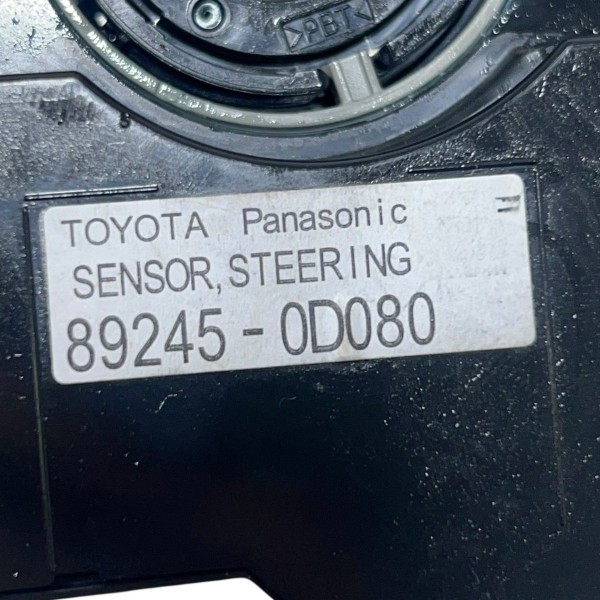 >PBT<
TOYOTA Panasonic
SENSOR, STEERING
89245-0D080